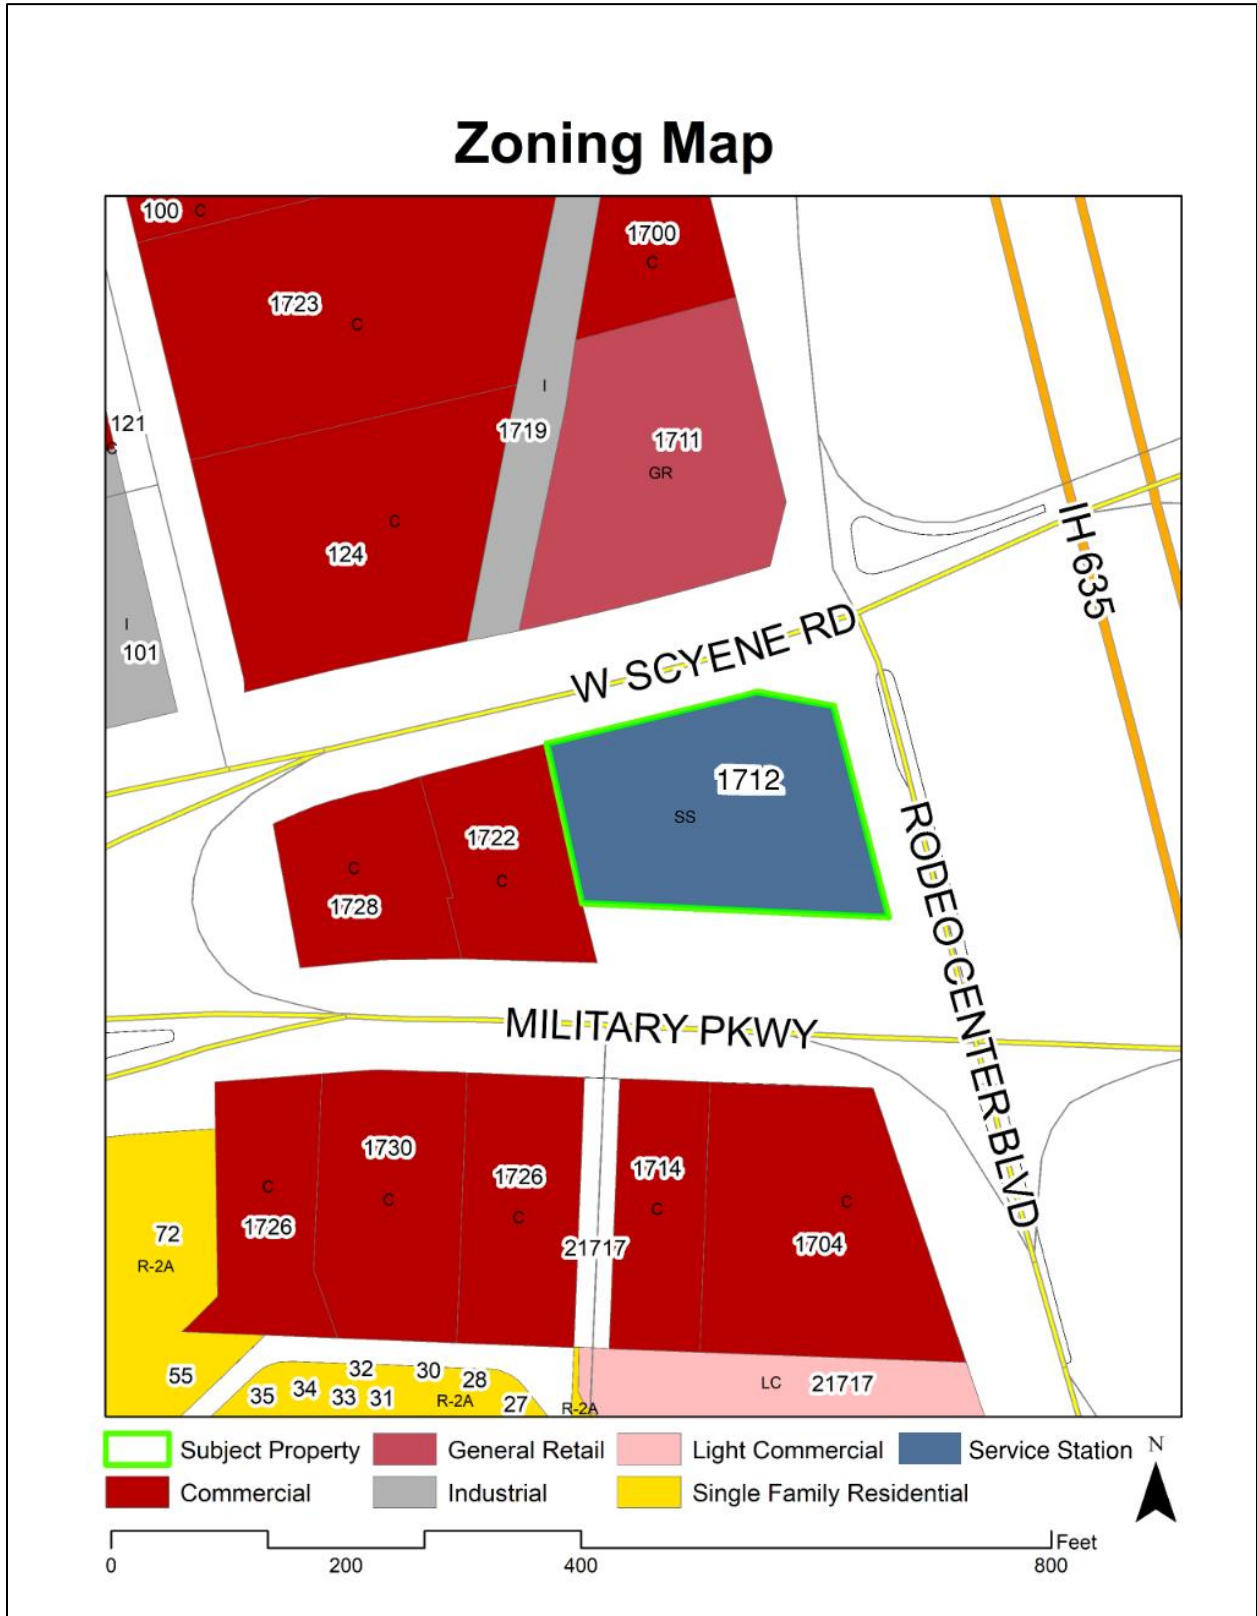 Zoning Map
100 C
1700
C
1723
C
I
121
C
1719
1711
GR
C
124
IH 635
I
101
W SCYENE RD
1712
SS
1722
C
C
1728
RODEO CENTER BLVD
MILITARY PKWY
1730
C
1726
C
1714
C
C
1726
C
1704
21717
72
R-2A
55
32
30
28
35
34
33
31
R-2A
27
R-2A
LC 21717
Subject Property
General Retail
Light Commercial
Service Station
N
Commercial
Industrial
Single Family Residential
Feet
0
200
400
800